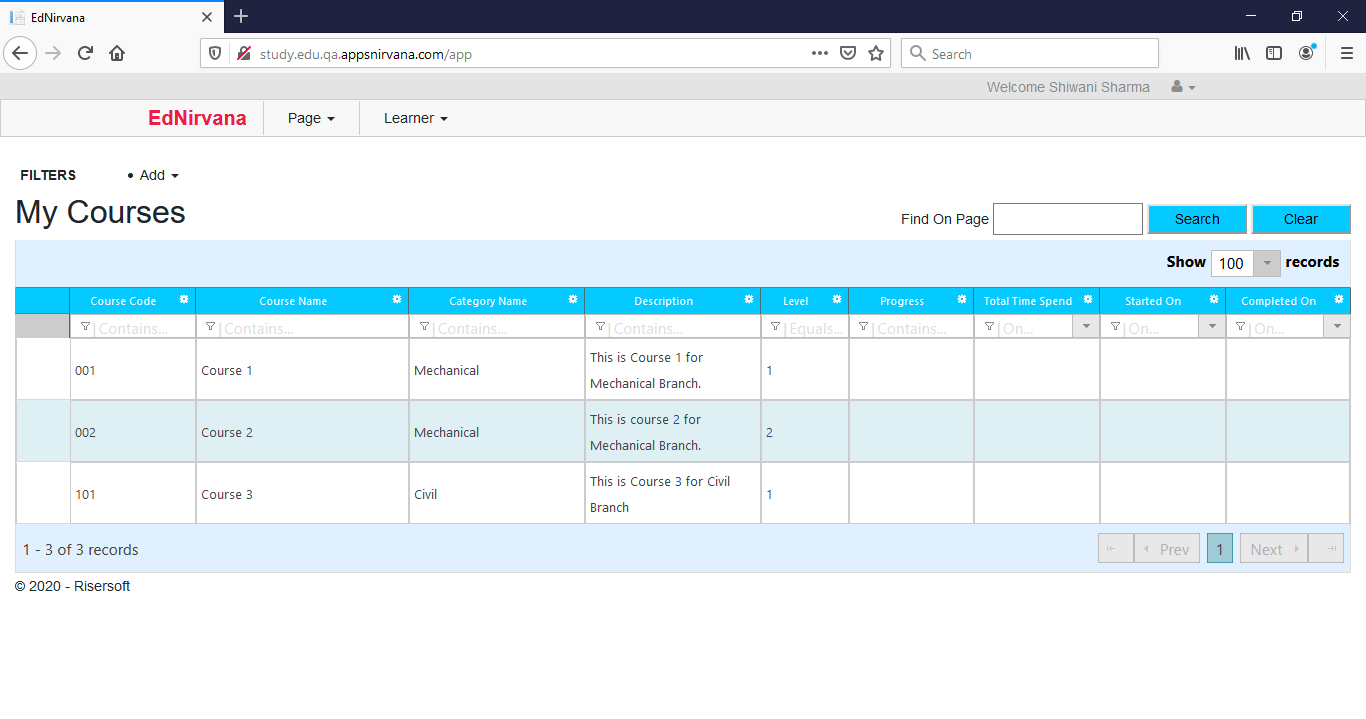 EdNirvana
study.edu.qa.appsnirvana.com/app
Search
Welcome Shiwani Sharma
EdNirvana Page Learner
FILTERS • Add
My Courses
Find On Page Search Clear
Show 100 records
Course Code Course Name Category Name Description Level Progress Total Time Spend Started On Completed On
| Contains... | Contains... | Contains... | Contains... | Equals... | Contains... | On... | On... | On...
001 Course 1 Mechanical This is Course 1 for Mechanical Branch. 1
002 Course 2 Mechanical This is course 2 for Mechanical Branch. 2
101 Course 3 Civil This is Course 3 for Civil Branch 1
1 - 3 of 3 records Prev 1 Next
© 2020 - Risersoft